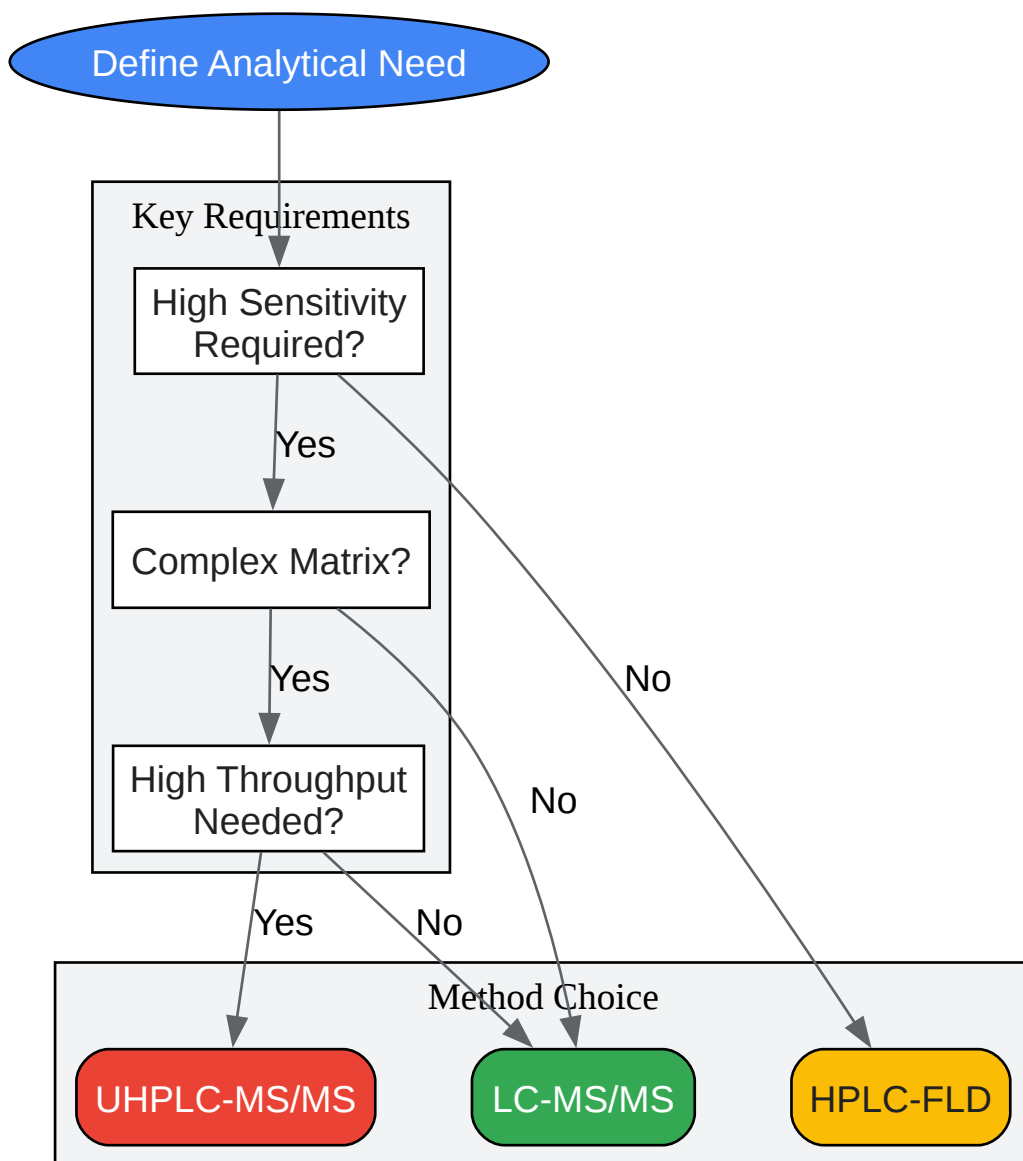 Define Analytical Need
Key Requirements
High Sensitivity
Required?
Yes
Complex Matrix?
No
Yes
High Throughput
Needed?
No
Yes
No
Method Choice
UHPLC-MS/MS
LC-MS/MS
HPLC-FLD